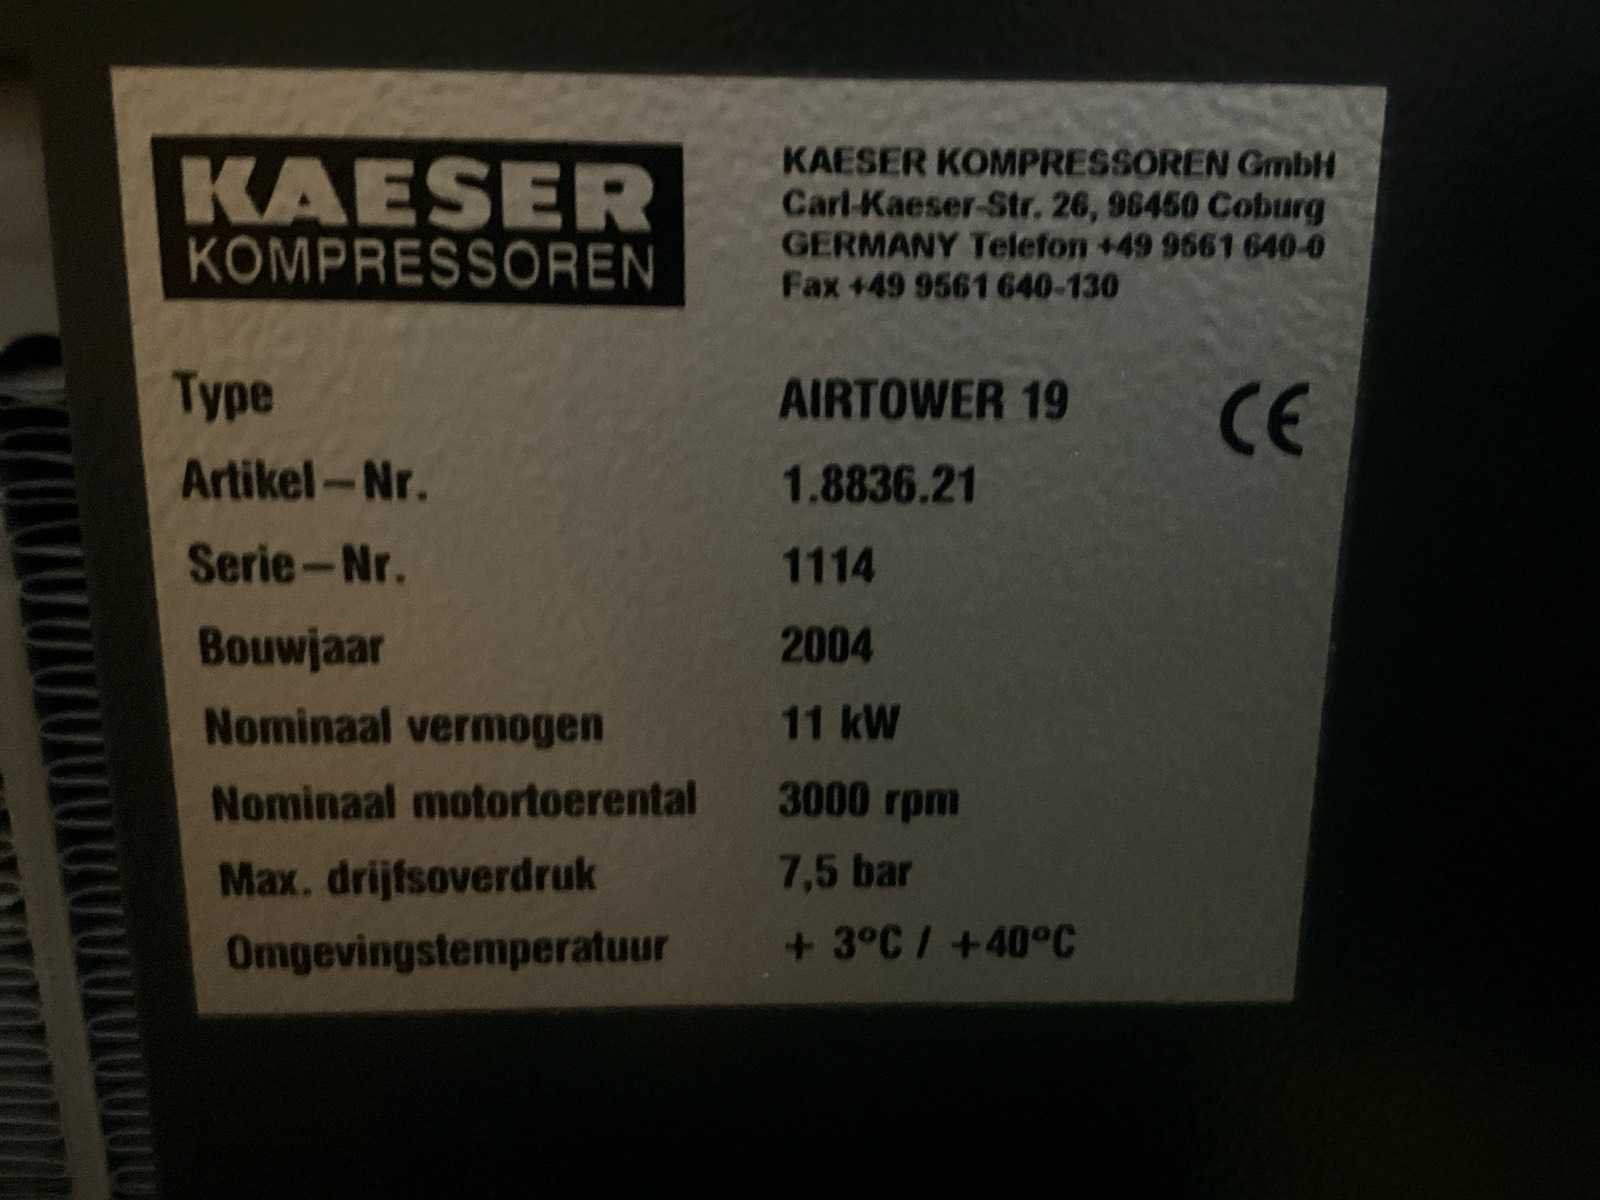 KAESER
KOMPRESSOREN
KAESER KOMPRESSOREN GmbH
Carl-Kaeser-Str. 26, 96450 Coburg
GERMANY Telefon +49 9561 640-0
Fax +49 9561 640-130
Type AIRTOWER 19 CE
Artikel-Nr. 1.8836.21
Serie-Nr. 1114
Bouwjaar 2004
Nominaal vermogen 11 kW
Nominaal motortoerental 3000 rpm
Max. drijfsoverdruk 7,5 bar
Omgevingstemperatuur + 3°C / +40°C